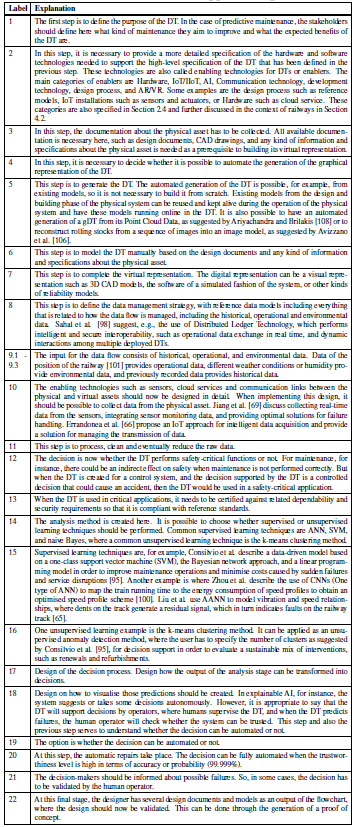 Label Explanation
1 The first step is to define the purpose of the DT. In the case of predictive maintenance, the stakeholders
should define here what kind of maintenance they aim to improve and what the expected benefits of
the DT are.
2 In this step, it is necessary to provide a more detailed specification of the hardware and software
technologies needed to support the high-level specification of the DT that has been defined in the
previous step. These technologies are also called enabling technologies for DTs or enablers. The
main categories of enablers are Hardware, IoT/IIoT, AI, Communication technology, development
technology, design process, and AR/VR. Some examples are the design process such as reference
models, IoT installations such as sensors and actuators, or Hardware such as cloud service. These
categories are also specified in Section 2.4 and further discussed in the context of railways in Section
4.2.
3 In this step, the documentation about the physical asset has to be collected. All available documen-
tation is necessary here, such as design documents, CAD drawings, and any kind of information and
specifications about the physical asset is needed as a prerequisite to building its virtual representation.
4 In this step, it is necessary to decide whether it is possible to automate the generation of the graphical
representation of the DT.
5 This step is to generate the DT. The automated generation of the DT is possible, for example, from
existing models, so it is not necessary to build it from scratch. Existing models from the design and
building phase of the physical system can be reused and kept alive during the operation of the physical
system and have these models running online in the DT. It is also possible to have an automated
generation of a gDT from its Point Cloud Data, as suggested by Ariyachandra and Brilakis [108] or to
reconstruct rolling stocks from a sequence of images into an image model, as suggested by Avizzano
et al. [106].
6 This step is to model the DT manually based on the design documents and any kind of information
and specifications about the physical asset.
7 This step is to complete the virtual representation. The digital representation can be a visual repre-
sentation such as 3D CAD models, the software of a simulated fashion of the system, or other kinds
of reliability models.
8 This step is to define the data management strategy, with reference data models including everything
that is related to how the data flow is managed, including the historical, operational and environmental
data. Sahal et al. [98] suggest, e.g., the use of Distributed Ledger Technology, which performs
intelligent and secure interoperability, such as operational data exchange in real time, and dynamic
interactions among multiple deployed DTs.
9.1 - The input for the data flow consists of historical, operational, and environmental data. Data of the
9.3 position of the railway [101] provides operational data, different weather conditions or humidity pro-
vide environmental data, and previously recorded data provides historical data.
10 The enabling technologies such as sensors, cloud services and communication links between the
physical and virtual assets should now be designed in detail. When implementing this design, it
should be possible to collect data from the physical asset. Jiang et al. [69] discuss collecting real-time
data from the sensors, integrating sensor monitoring data, and providing optimal solutions for failure
handling. Errandonea et al. [66] propose an IoT approach for intelligent data acquisition and provide
a solution for managing the transmission of data.
11 This step is to process, clean and eventually reduce the raw data.
12 The decision is now whether the DT performs safety-critical functions or not. For maintenance, for
instance, there could be an indirect effect on safety when maintenance is not performed correctly. But
when the DT is created for a control system, and the decision supported by the DT is a controlled
decision that could cause an accident, then the DT would be used in a safety-critical system.
13 When the DT is used in critical applications, it needs to be certified against related dependability and
security requirements so that it is compliant with reference standards.
14 The analysis method is created here. It is possible to choose whether supervised or unsupervised
learning techniques should be performed. Common supervised learning techniques are ANN, SVM,
and naive Bayes, where a common unsupervised learning technique is the k-means clustering method.
15 Supervised learning techniques are, for example, Consilvio et al. describe a data-driven model based
on a one-class support vector machine (SVM), the Bayesian network approach, and a linear program-
ming model in order to improve maintenance operations and minimise costs caused by sudden failures
and service disruptions [95]. Another example is where Zhou et al. describe the use of CNNs (One
type of ANN) to map the train running time to the energy consumption of speed profiles to obtain an
optimised speed profile scheme [100]. Liu et al. use AANN to model vibration and speed relation-
ships, where dents on the track generate a residual signal, which in turn indicates faults on the railway
track [65].
16 One unsupervised learning example is the k-means clustering method. It can be applied as an unsu-
pervised anomaly detection method, where the user has to specify the number of clusters as suggested
by Consilvio et al. [95], for decision support in order to evaluate a sustainable mix of interventions,
such as renewals and refurbishments.
17 Design of the decision process. Design how the output of the analysis stage can be transformed into
decisions.
18 Design on how to visualise those predictions should be created. In explainable AI, for instance, the
system suggests or takes some decisions autonomously. However, it is appropriate to say that the
DT will support decisions by operators, where humans supervise the DT, and when the DT predicts
failures, the human operator will check whether the system can be trusted. This step and also the
previous step serves to understand whether the decision can be automated or not.
19 The option is whether the decision can be automated or not.
20 At this step, the automatic repairs take place. The decision can be fully automated when the trustwor-
thiness level is high in terms of accuracy or probability (99.999%).
21 The decision-makers should be informed about possible failures. So, in some cases, the decision has
to be validated by the human operator.
22 At this final stage, the designer has several design documents and models as an output of the flowchart,
where the design should now be validated. This can be done through the generation of a proof of
concept.